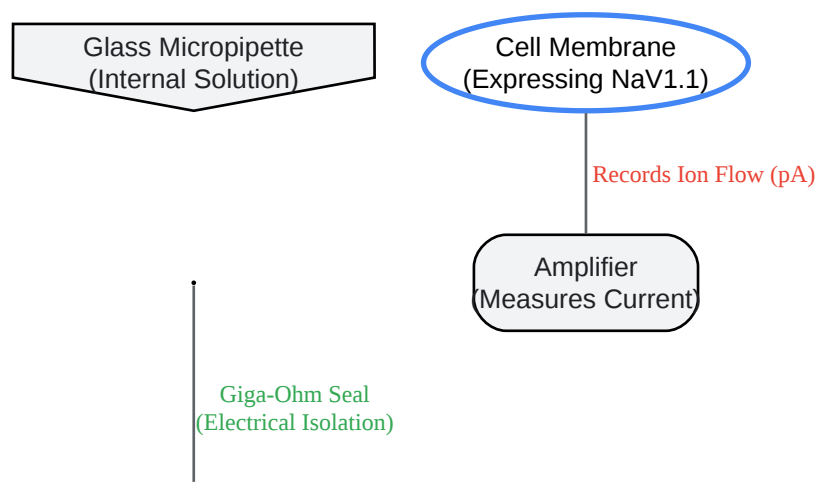 Glass Micropipette
(Internal Solution)
Cell Membrane
(Expressing NaV1.1)
Records Ion Flow (pA)
Amplifier
(Measures Current)
Giga-Ohm Seal
(Electrical Isolation)